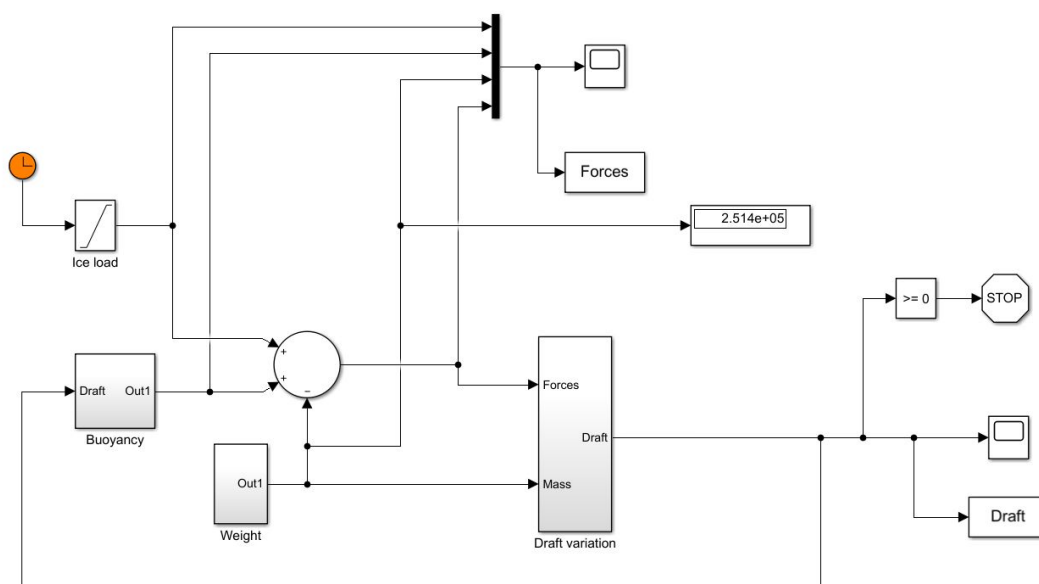 Forces
2.514e+05
Ice load
>= 0
STOP
+
+
−
Draft
Out1
Buoyancy
Forces
Draft
Mass
Draft variation
Out1
Weight
Draft